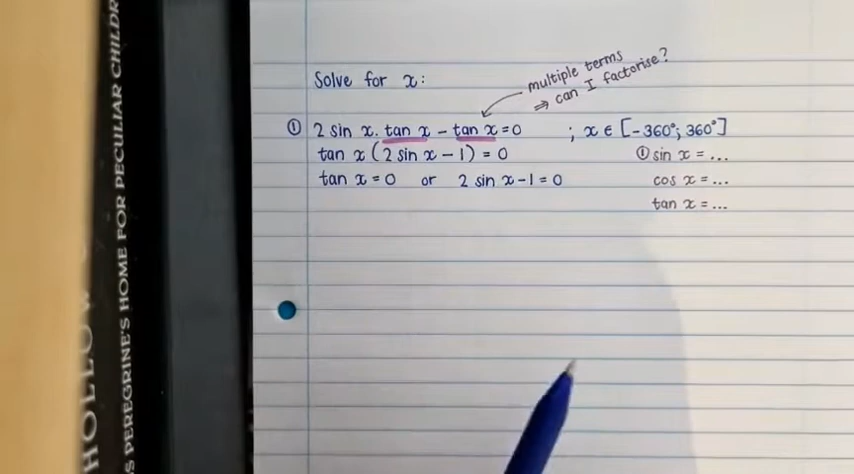 HOLLOW
S PEREGRINE'S HOME FOR PECULIAR CHILDR
Solve for x:
multiple terms
⇒ can I factorise?
① 2 sin x. tan x - tan x = 0 ; x ∈ [-360°; 360°]
tan x (2 sin x - 1) = 0
① sin x = ...
tan x = 0 or 2 sin x - 1 = 0
cos x = ...
tan x = ...